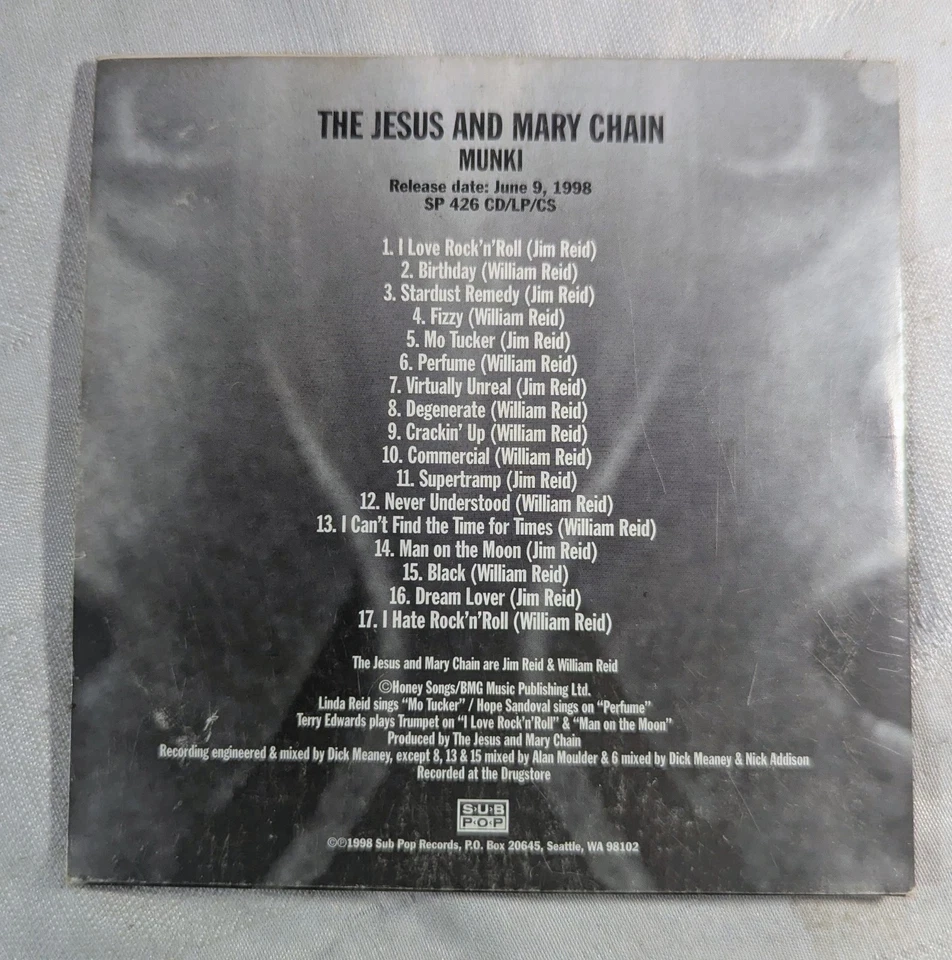 THE JESUS AND MARY CHAIN
MUNKI
Release date: June 9, 1998
SP 426 CD/LP/CS
1. I Love Rock'n'Roll (Jim Reid)
2. Birthday (William Reid)
3. Stardust Remedy (Jim Reid)
4. Fizzy (William Reid)
5. Mo Tucker (Jim Reid)
6. Perfume (William Reid)
7. Virtually Unreal (Jim Reid)
8. Degenerate (William Reid)
9. Crackin' Up (William Reid)
10. Commercial (William Reid)
11. Supertramp (Jim Reid)
12. Never Understood (William Reid)
13. I Can't Find the Time for Times (William Reid)
14. Man on the Moon (Jim Reid)
15. Black (William Reid)
16. Dream Lover (Jim Reid)
17. I Hate Rock'n'Roll (William Reid)
The Jesus and Mary Chain are Jim Reid & William Reid
©Honey Songs/BMG Music Publishing Ltd.
Linda Reid sings "Mo Tucker" / Hope Sandoval sings on "Perfume"
Terry Edwards plays Trumpet on "I Love Rock'n'Roll" & "Man on the Moon"
Produced by The Jesus and Mary Chain
Recording engineered & mixed by Dick Meaney, except 8, 13 & 15 mixed by Alan Moulder & 6 mixed by Dick Meaney & Nick Addison
Recorded at the Drugstore
SUB
POP
©℗1998 Sub Pop Records, P.O. Box 20645, Seattle, WA 98102